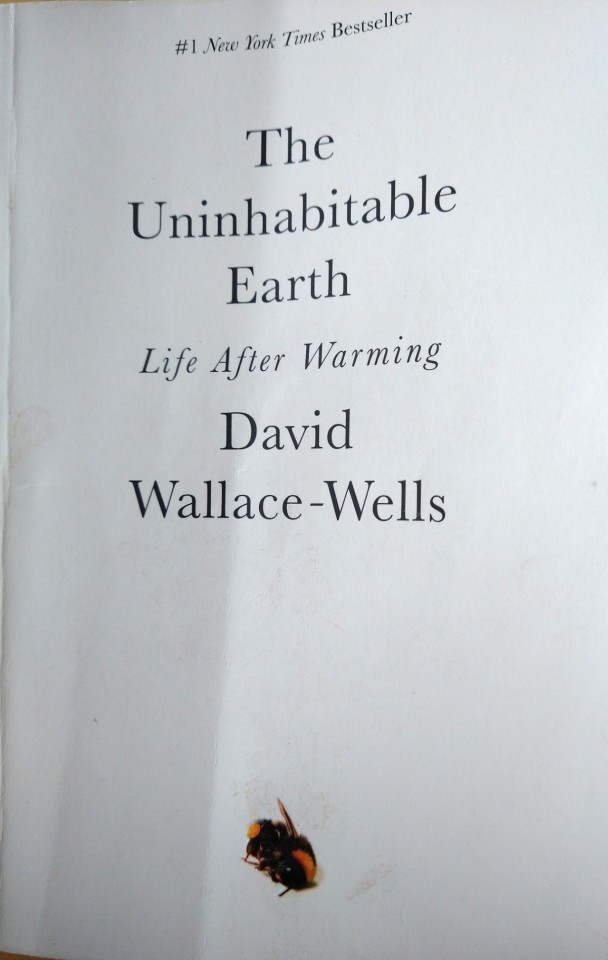 #1 New York Times Bestseller
The
Uninhabitable
Earth
Life After Warming
David
Wallace-Wells